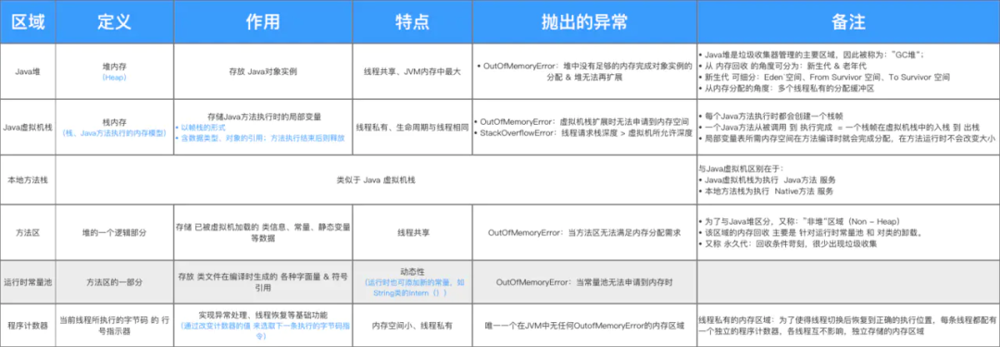 区域 定义 作用 特点 抛出的异常 备注
Java堆
堆内存
（Heap）
存放 Java对象实例
线程共享、JVM内存中最大
• OutOfMemoryError：堆中没有足够的内存完成对象实例的
分配 & 堆无法再扩展
• Java堆是垃圾收集器管理的主要区域，因此被称为："GC堆"；
• 从 内存回收 的角度可分为：新生代 & 老年代
• 新生代 可细分：Eden 空间、From Survivor 空间、To Survivor 空间
• 从内存分配的角度：多个线程私有的分配缓冲区
Java虚拟机栈
栈内存
（栈、Java方法执行的内存模型）
存储Java方法执行时的局部变量
• 以帧栈的形式
• 含数据类型、对象的引用；方法执行结束后则释放
线程私有、生命周期与线程相同
• OutOfMemoryError：虚拟机栈扩展时无法申请到内存空间
• StackOverflowError：线程请求栈深度 > 虚拟机所允许深度
• 每个Java方法执行时都会创建一个栈帧
• 一个Java方法从被调用 到 执行完成 = 一个栈帧在虚拟机栈中的入栈 到 出栈
• 局部变量表所需内存空间在方法编译时就会完成分配，在方法运行时不会改变大小
本地方法栈
类似于 Java 虚拟机栈
与Java虚拟机区别在于：
• Java虚拟机栈为执行 Java方法 服务
• 本地方法栈为执行 Native方法 服务
方法区
堆的一个逻辑部分
存储 已被虚拟机加载的 类信息、常量、静态变量
等数据
线程共享
OutOfMemoryError：当方法区无法满足内存分配需求
• 为了与Java堆区分，又称："非堆"区域（Non - Heap）
• 该区域的内存回收 主要是 针对运行时常量池 和 对类的卸载。
• 又称 永久代：回收条件苛刻，很少出现垃圾收集
运行时常量池
方法区的一部分
存放 类文件在编译时生成的 各种字面量 & 符号
引用
动态性
（运行时也可添加新的常量，如
String类的intern（））
OutOfMemoryError：当常量池无法申请到内存时
程序计数器
当前线程所执行的字节码 的 行
号指示器
实现异常处理、线程恢复等基础功能
（通过改变计数器的值 来选取下一条执行的字节码指
令）
内存空间小、线程私有
唯一一个在JVM中无任何OutofMemoryError的内存区域
线程私有的内存区域：为了使得线程切换后恢复到正确的执行位置，每条线程都配有
一个独立的程序计数器，各线程互不影响，独立存储的内存区域